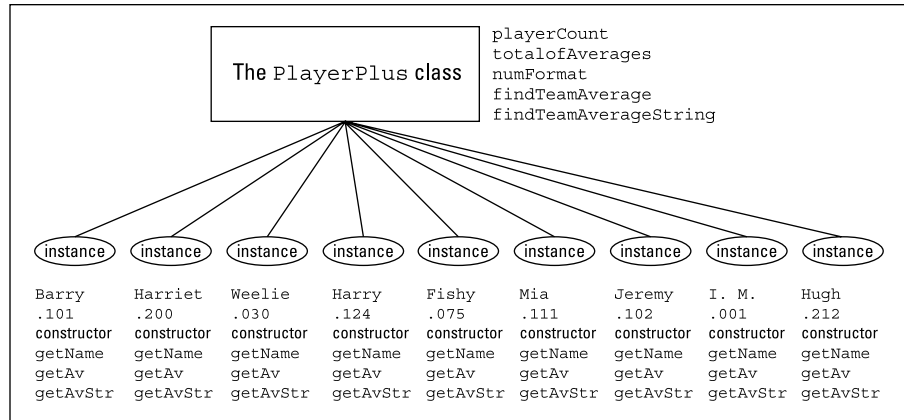 The PlayerPlus class
playerCount
totalofAverages
numFormat
findTeamAverage
findTeamAverageString
instance instance instance instance instance instance instance instance instance
Barry Harriet Weelie Harry Fishy Mia Jeremy I. M. Hugh
.101 .200 .030 .124 .075 .111 .102 .001 .212
constructor constructor constructor constructor constructor constructor constructor constructor constructor
getName getName getName getName getName getName getName getName getName
getAv getAv getAv getAv getAv getAv getAv getAv getAv
getAvStr getAvStr getAvStr getAvStr getAvStr getAvStr getAvStr getAvStr getAvStr